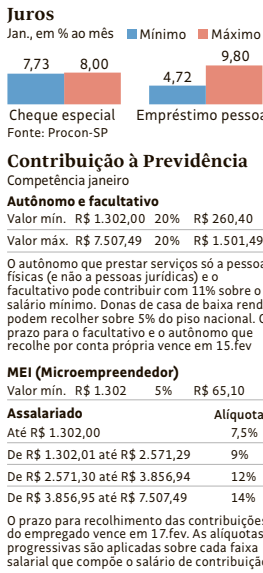 Juros
Jan., em % ao mês Mínimo Máximo
7,73 8,00 4,72 9,80
Cheque especial Empréstimo pessoa
Fonte: Procon-SP
Contribuição à Previdência
Competência janeiro
Autônomo e facultativo
Valor mín. R$ 1.302,00 20% R$ 260,40
Valor máx. R$ 7.507,49 20% R$ 1.501,49
O autônomo que prestar serviços só a pessoa
físicas (e não a pessoas jurídicas) e o
facultativo pode contribuir com 11% sobre o
salário mínimo. Donas de casa de baixa rend
podem recolher sobre 5% do piso nacional. O
prazo para o facultativo e o autônomo que
recolhe por conta própria vence em 15.fev
MEI (Microempreendedor)
Valor mín. R$ 1.302 5% R$ 65,10
Assalariado Alíquota
Até R$ 1.302,00 7,5%
De R$ 1.302,01 até R$ 2.571,29 9%
De R$ 2.571,30 até R$ 3.856,94 12%
De R$ 3.856,95 até R$ 7.507,49 14%
O prazo para recolhimento das contribuições
do empregado vence em 17.fev. As alíquotas
progressivas são aplicadas sobre cada faixa
salarial que compõe o salário de contribuição